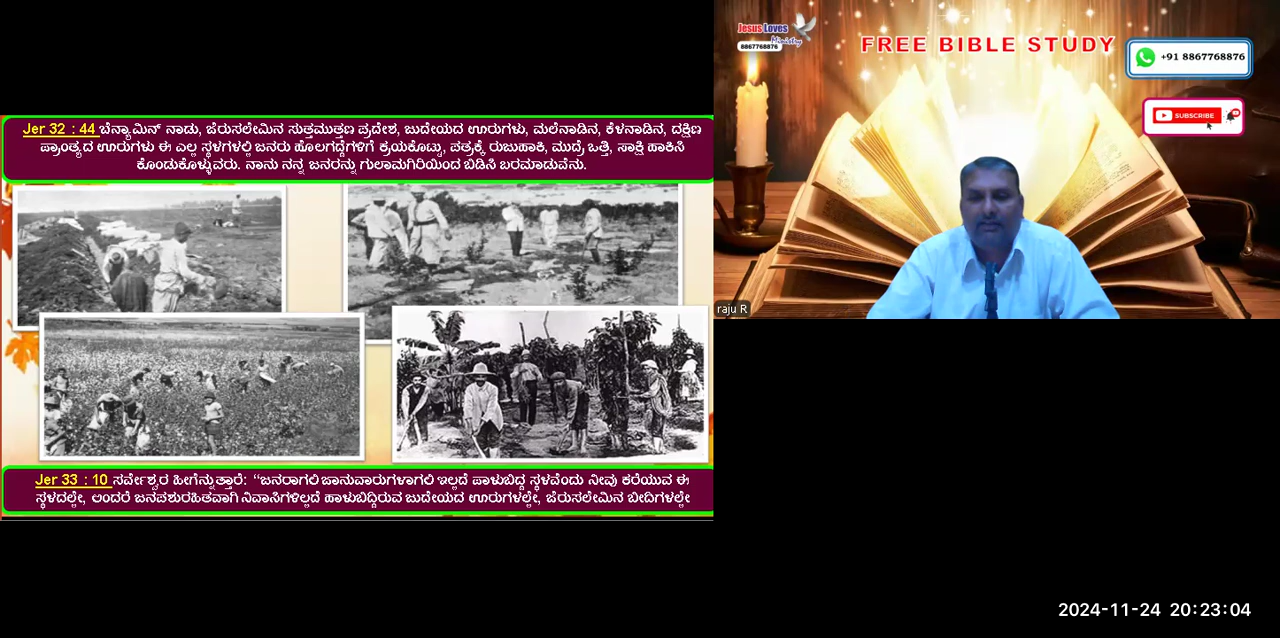 Jer 32 : 44 ಬೆನ್ಯಾಮಿನ್ ನಾಡು, ಜೆರುಸಲೇಮಿನ ಸುತ್ತಮುತ್ತಣ ಪ್ರದೇಶ, ಜುದೇಯದ ಊರುಗಳು, ಮಲೆನಾಡಿನ, ಕೆಳನಾಡಿನ, ದಕ್ಷಿಣ
ಪ್ರಾಂತ್ಯದ ಊರುಗಳು ಈ ಎಲ್ಲ ಸ್ಥಳಗಳಲ್ಲಿ ಜನರು ಹೊಲಗದ್ದೆಗಳಿಗೆ ಕ್ರಯಕೊಟ್ಟು, ಪತ್ರಕ್ಕೆ ರುಜುಹಾಕಿ, ಮುದ್ರೆ ಒತ್ತಿ, ಸಾಕ್ಷಿ ಹಾಕಿಸಿ
ಕೊಂಡುಕೊಳ್ಳುವರು. ನಾನು ನನ್ನ ಜನರನ್ನು ಗುಲಾಮಗಿರಿಯಿಂದ ಬಿಡಿಸಿ ಬರಮಾಡುವೆನು.
Jer 33 : 10 ಸರ್ವೇಶ್ವರ ಹೀಗೆನ್ನುತ್ತಾರೆ: “ಜನರಾಗಲಿ ಜಾನುವಾರುಗಳಾಗಲಿ ಇಲ್ಲದೆ ಪಾಳುಬಿದ್ದ ಸ್ಥಳವೆಂದು ನೀವು ಕರೆಯುವ ಈ
ಸ್ಥಳದಲ್ಲೇ, ಅಂದರೆ ಜನಪಶುರಹಿತವಾಗಿ ನಿವಾಸಿಗಳಿಲ್ಲದೆ ಹಾಳುಬಿದ್ದಿರುವ ಜುದೇಯದ ಊರುಗಳಲ್ಲೇ, ಜೆರುಸಲೇಮಿನ ಬೀದಿಗಳಲ್ಲೇ
Jesus Loves
Ministry
8867768876
FREE BIBLE STUDY
+91 8867768876
SUBSCRIBE
raju R
2024-11-24 20:23:04